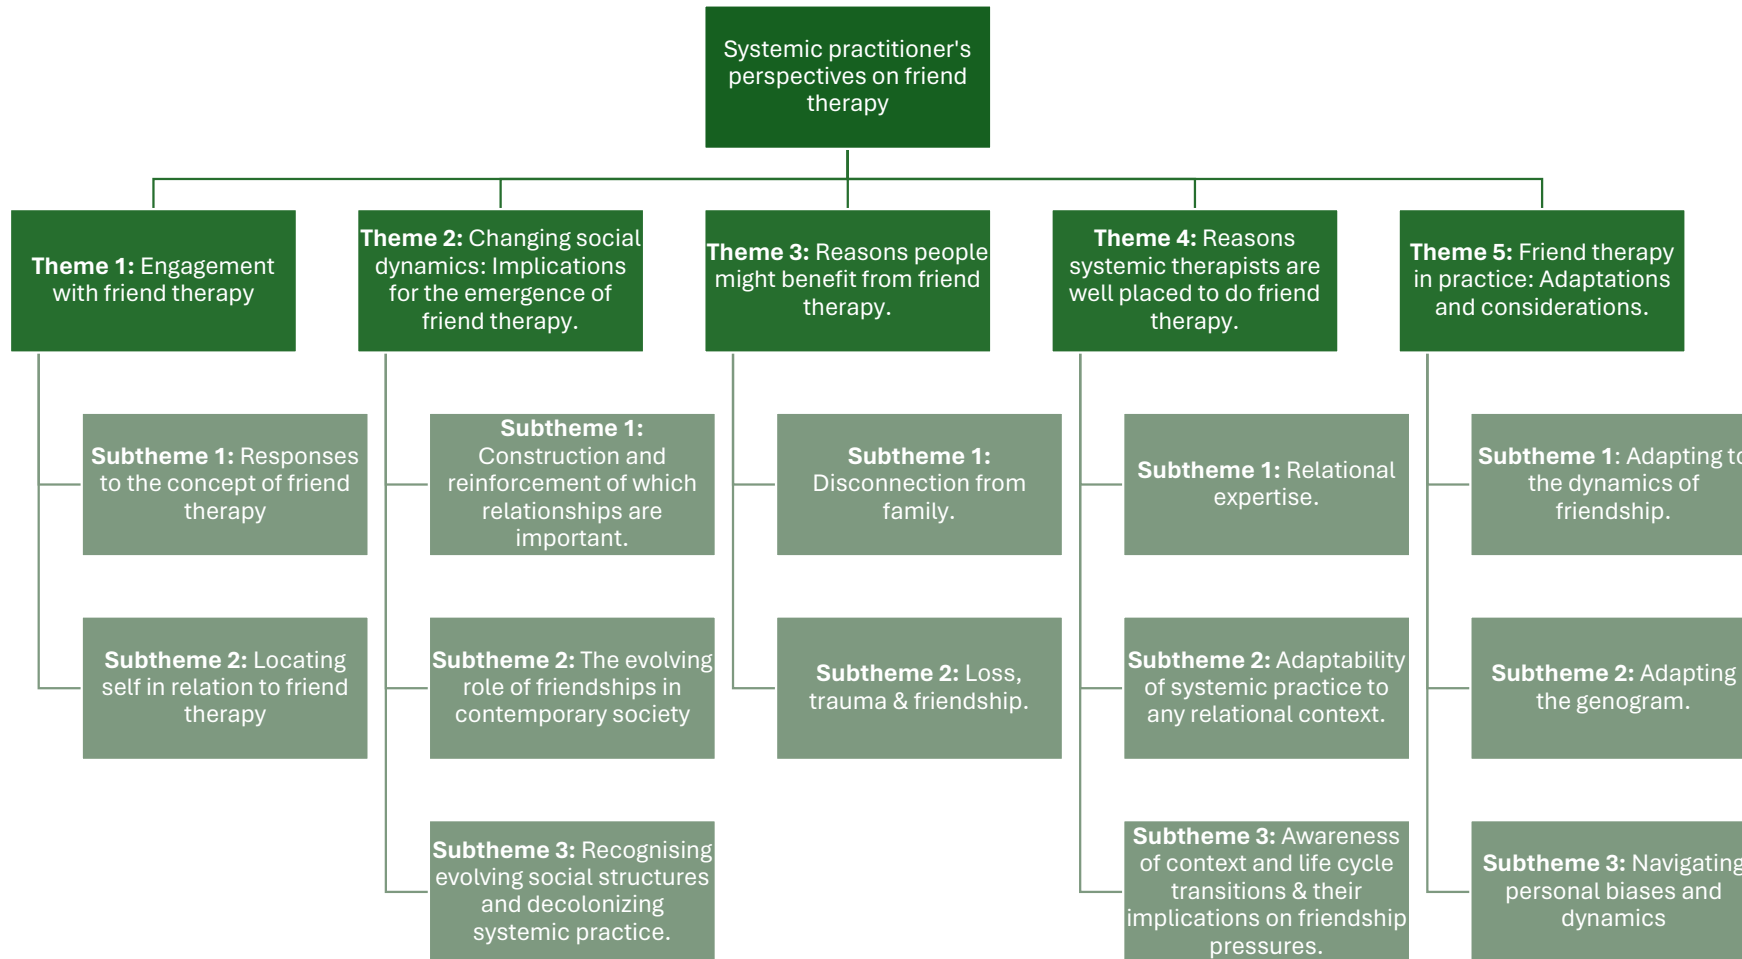 Systemic practitioner's
perspectives on friend
therapy
Theme 1: Engagement
with friend therapy
Theme 2: Changing social
dynamics: Implications
for the emergence of
friend therapy.
Theme 3: Reasons people
might benefit from friend
therapy.
Theme 4: Reasons
systemic therapists are
well placed to do friend
therapy.
Theme 5: Friend therapy
in practice: Adaptations
and considerations.
Subtheme 1: Responses
to the concept of friend
therapy
Subtheme 1:
Construction and
reinforcement of which
relationships are
important.
Subtheme 1:
Disconnection from
family.
Subtheme 1: Relational
expertise.
Subtheme 1: Adapting to
the dynamics of
friendship.
Subtheme 2: Locating
self in relation to friend
therapy
Subtheme 2: The evolving
role of friendships in
contemporary society
Subtheme 2: Loss,
trauma & friendship.
Subtheme 2: Adaptability
of systemic practice to
any relational context.
Subtheme 2: Adapting
the genogram.
Subtheme 3: Recognising
evolving social structures
and decolonizing
systemic practice.
Subtheme 3: Awareness
of context and life cycle
transitions & their
implications on friendship
pressures.
Subtheme 3: Navigating
personal biases and
dynamics